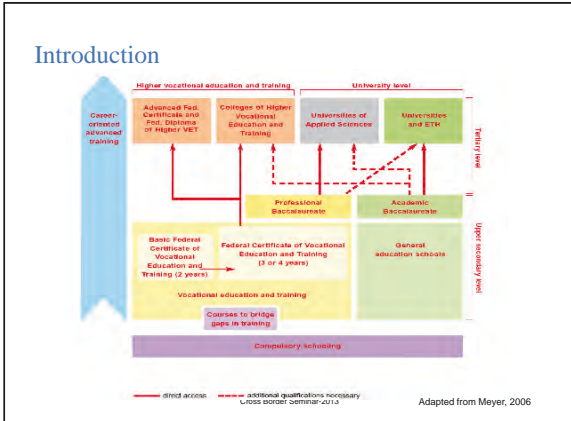 Introduction
Higher vocational education and training
University level
Career-
oriented
advanced
training
Advanced Fed.
Certificate and
Fed. Diploma
of Higher VET
Colleges of Higher
Vocational
Education and
Training
Universities of
Applied Sciences
Universities
and ETH
Tertiary level
Professional
Baccalaureate
Academic
Baccalaureate
Basic Federal
Certificate of
Vocational
Education and
Training (2 years)
Federal Certificate of Vocational
Education and Training
(3 or 4 years)
General
education schools
Upper secondary level
Vocational education and training
Courses to bridge
gaps in training
Compulsory schooling
direct access
additional qualifications necessary
Cross Border Seminar-2013
Adapted from Meyer, 2006